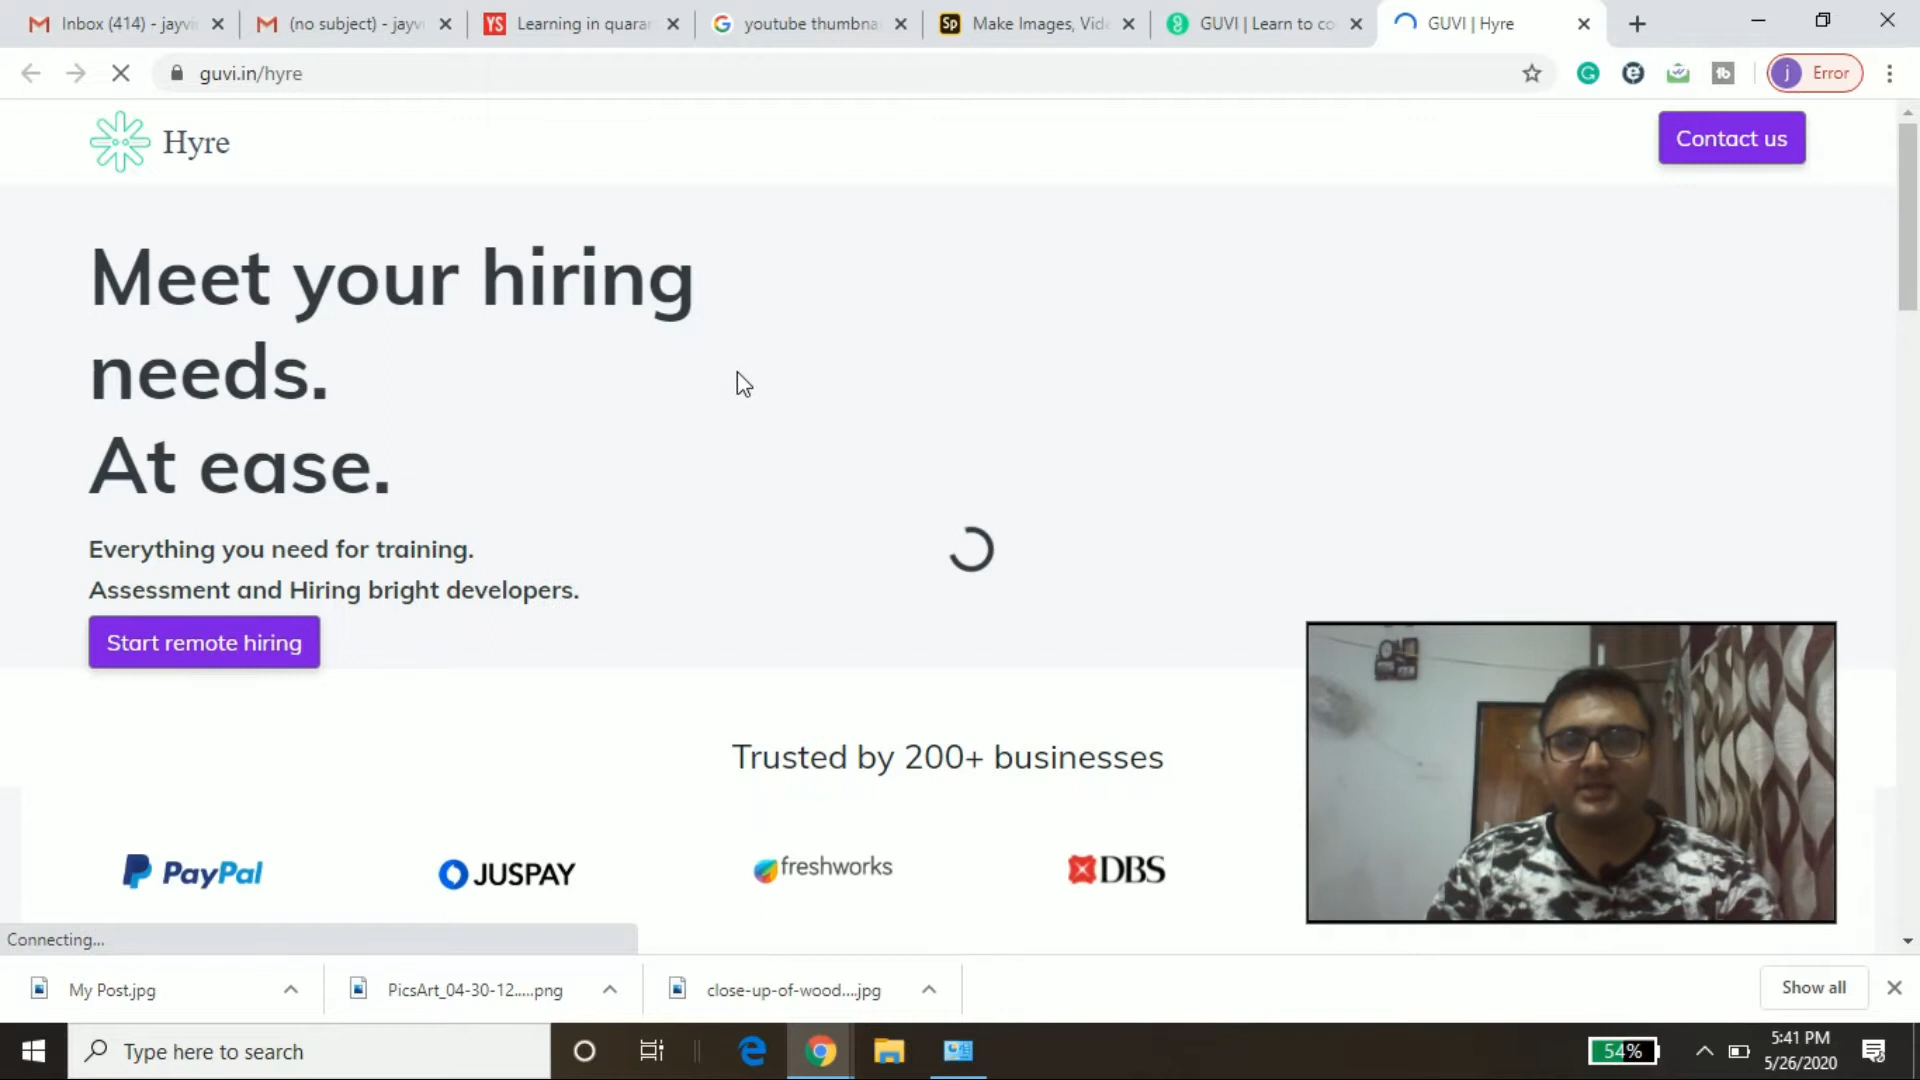 Inbox (414) - jayvi
(no subject) - jayv
YS Learning in quara
youtube thumbna
Sp Make Images, Vid
GUVI | Learn to co
GUVI | Hyre
guvi.in/hyre
j Error
Hyre
Contact us
Meet your hiring
needs.
At ease.
Everything you need for training.
Assessment and Hiring bright developers.
Start remote hiring
Trusted by 200+ businesses
PayPal
JUSPAY
freshworks
DBS
Connecting...
My Post.jpg
PicsArt_04-30-12.....png
close-up-of-wood....jpg
Show all
Type here to search
54%
5:41 PM
5/26/2020